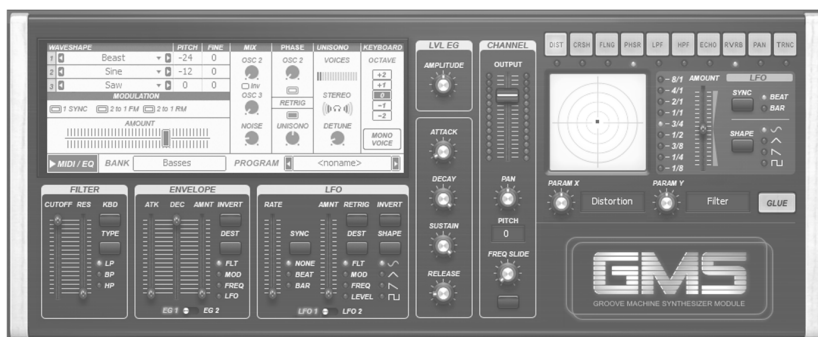 WAVESHAPE PITCH FINE MIX PHASE UNISONO KEYBOARD
1 Beast -24 0 OSC 2 OSC 2 VOICES OCTAVE
2 Sine -12 0 Inv +2
3 Saw 0 0 OSC 3 RETRIG STEREO +1
MODULATION 0
1 SYNC 2 to 1 FM 2 to 1 RM -1
AMOUNT NOISE UNISONO DETUNE -2
MONO VOICE
MIDI / EQ BANK Basses PROGRAM <noname>
FILTER
CUTOFF RES KBD
TYPE
LP
BP
HP
ENVELOPE
ATK DEC AMNT INVERT
DEST
FLT
MOD
FREQ
LFO
EG 1 EG 2
LFO
RATE AMNT RETRIG INVERT
SYNC DEST SHAPE
NONE FLT
BEAT MOD
BAR FREQ
LEVEL
LFO 1 LFO 2
LVL EG
AMPLITUDE
ATTACK
DECAY
SUSTAIN
RELEASE
CHANNEL
OUTPUT
PAN
PITCH
0
FREQ SLIDE
DIST CRSH FLNG PHSR LPF HPF ECHO RVRB PAN TRNC
8/1
4/1
2/1
1/1
3/4
1/2
3/8
1/4
1/8
AMOUNT LFO
SYNC BEAT
BAR
SHAPE
PARAM X Distortion PARAM Y Filter GLUE
GMS
GROOVE MACHINE SYNTHESIZER MODULE